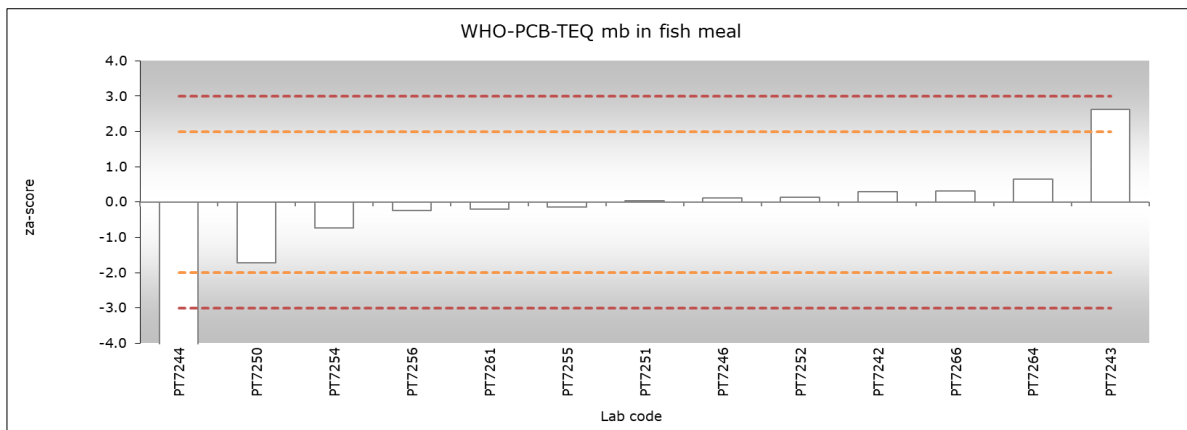 WHO-PCB-TEQ mb in fish meal
4.0
3.0
2.0
1.0
0.0
-1.0
-2.0
-3.0
-4.0
za-score
PT7244
PT7250
PT7254
PT7256
PT7261
PT7255
PT7251
PT7246
PT7252
PT7242
PT7266
PT7264
PT7243
Lab code